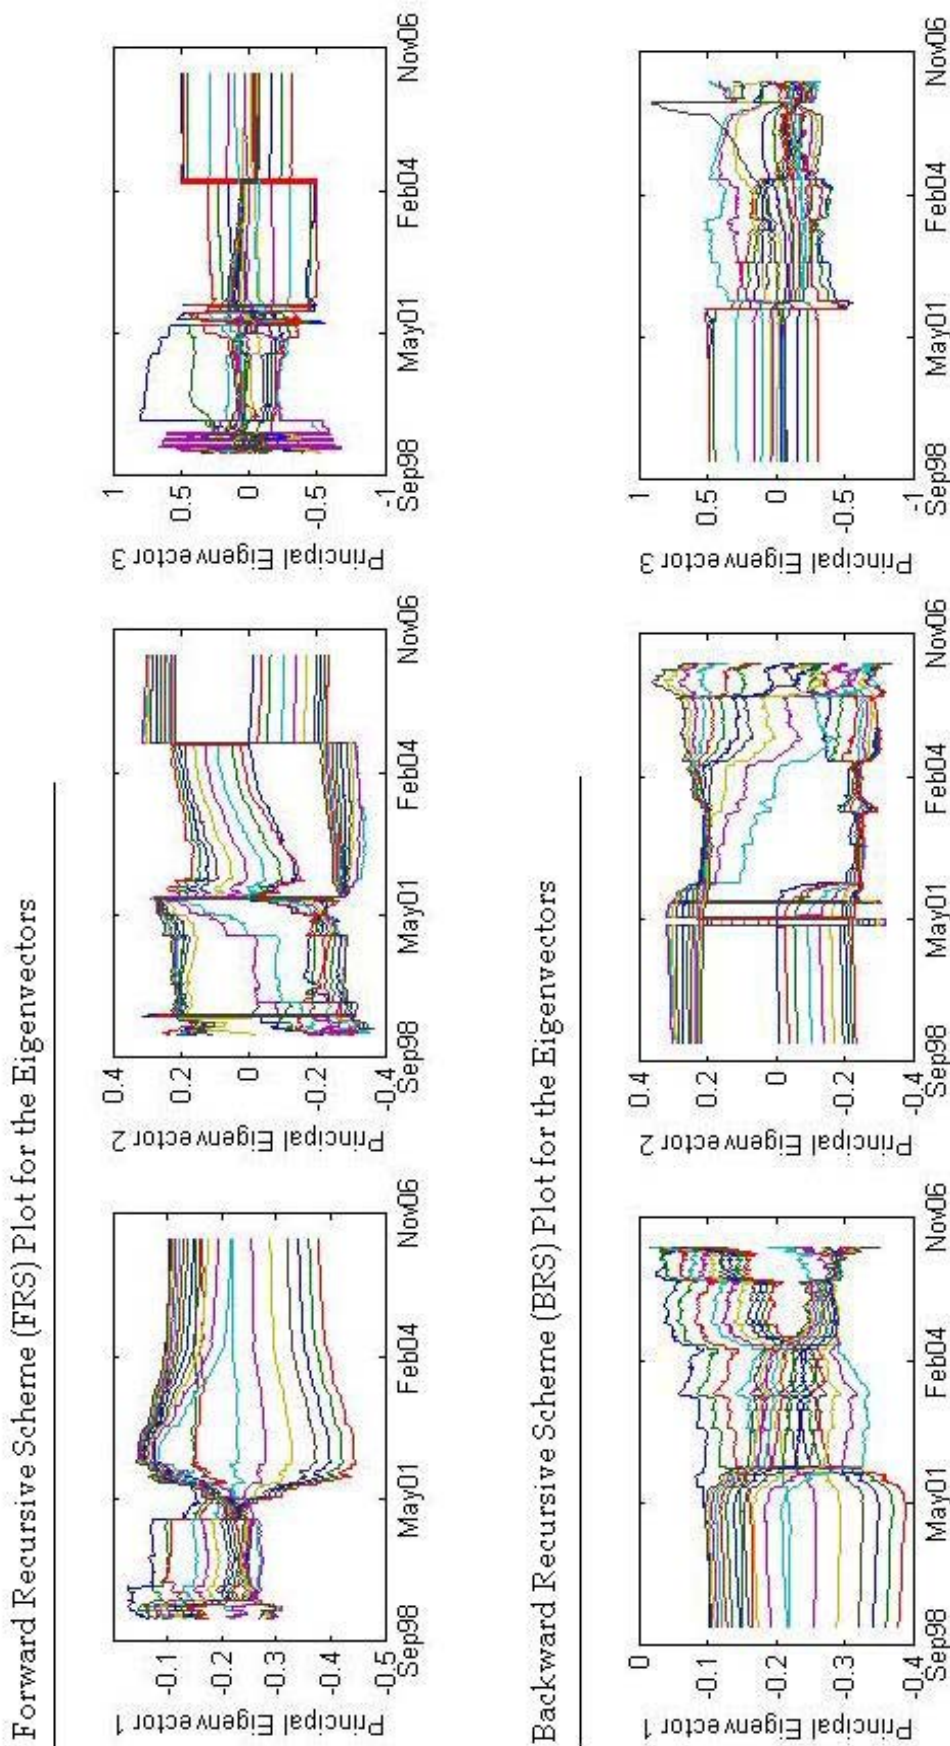 Forward Recursive Scheme (FRS) Plot for the Eigenvectors
Principal Eigenvector 1
-0.1
-0.2
-0.3
-0.4
-0.5
Sep98 May01 Feb04 Nov06
Principal Eigenvector 2
0.4
0.2
0
-0.2
-0.4
Sep98 May01 Feb04 Nov06
Principal Eigenvector 3
1
0.5
0
-0.5
-1
Sep98 May01 Feb04 Nov06
Backward Recursive Scheme (BRS) Plot for the Eigenvectors
Principal Eigenvector 1
0
-0.1
-0.2
-0.3
-0.4
Sep98 May01 Feb04 Nov06
Principal Eigenvector 2
0.4
0.2
0
-0.2
-0.4
Sep98 May01 Feb04 Nov06
Principal Eigenvector 3
1
0.5
0
-0.5
-1
Sep98 May01 Feb04 Nov06